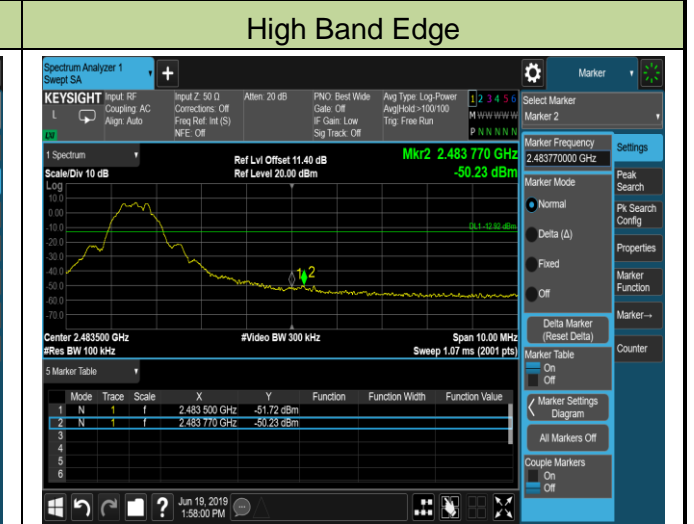 High Band Edge
Spectrum Analyzer 1
Swept SA
+
Marker
KEYSIGHT
L
Input: RF
Coupling: AC
Align: Auto
Input Z: 50 Ω
Corrections: Off
Freq Ref: Int (S)
NFE: Off
Atten: 20 dB
PNO: Best Wide
Gate: Off
IF Gain: Low
Sig Track: Off
Avg Type: Log-Power
Avg|Hold:>100/100
Trig: Free Run
1 2 3 4 5 6
M W W W W W
P N N N N N
Select Marker
Marker 2
1 Spectrum
Scale/Div 10 dB
Log
Ref Lvl Offset 11.40 dB
Ref Level 20.00 dBm
Mkr2 2.483 770 GHz
-50.23 dBm
10.0
0.00
-10.0
-20.0
-30.0
-40.0
-50.0
-60.0
-70.0
DL1 -12.82 dBm
1
2
Center 2.483500 GHz
#Res BW 100 kHz
#Video BW 300 kHz
Span 10.00 MHz
Sweep 1.07 ms (2001 pts)
5 Marker Table
Mode Trace Scale X Y Function Function Width Function Value
1 N 1 f 2.483 500 GHz -51.72 dBm
2 N 1 f 2.483 770 GHz -50.23 dBm
3
4
5
6
Marker Frequency
2.483770000 GHz
Marker Mode
Normal
Delta (Δ)
Fixed
Off
Delta Marker
(Reset Delta)
Marker Table
On
Off
Marker Settings
Diagram
All Markers Off
Couple Markers
On
Off
Settings
Peak
Search
Pk Search
Config
Properties
Marker
Function
Marker→
Counter
?
Jun 19, 2019
1:58:00 PM